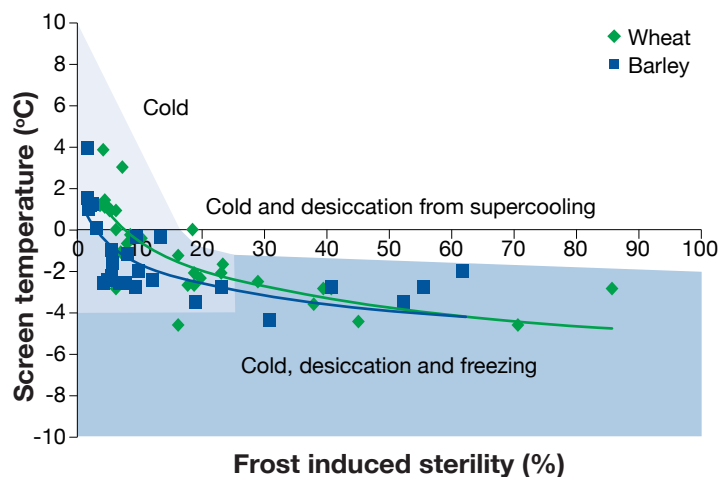 10
8
6
4
2
0
-2
-4
-6
-8
-10
Screen temperature (ºC)
Wheat
Barley
Cold
Cold and desiccation from supercooling
0 10 20 30 40 50 60 70 80 90 100
Cold, desiccation and freezing
Frost induced sterility (%)